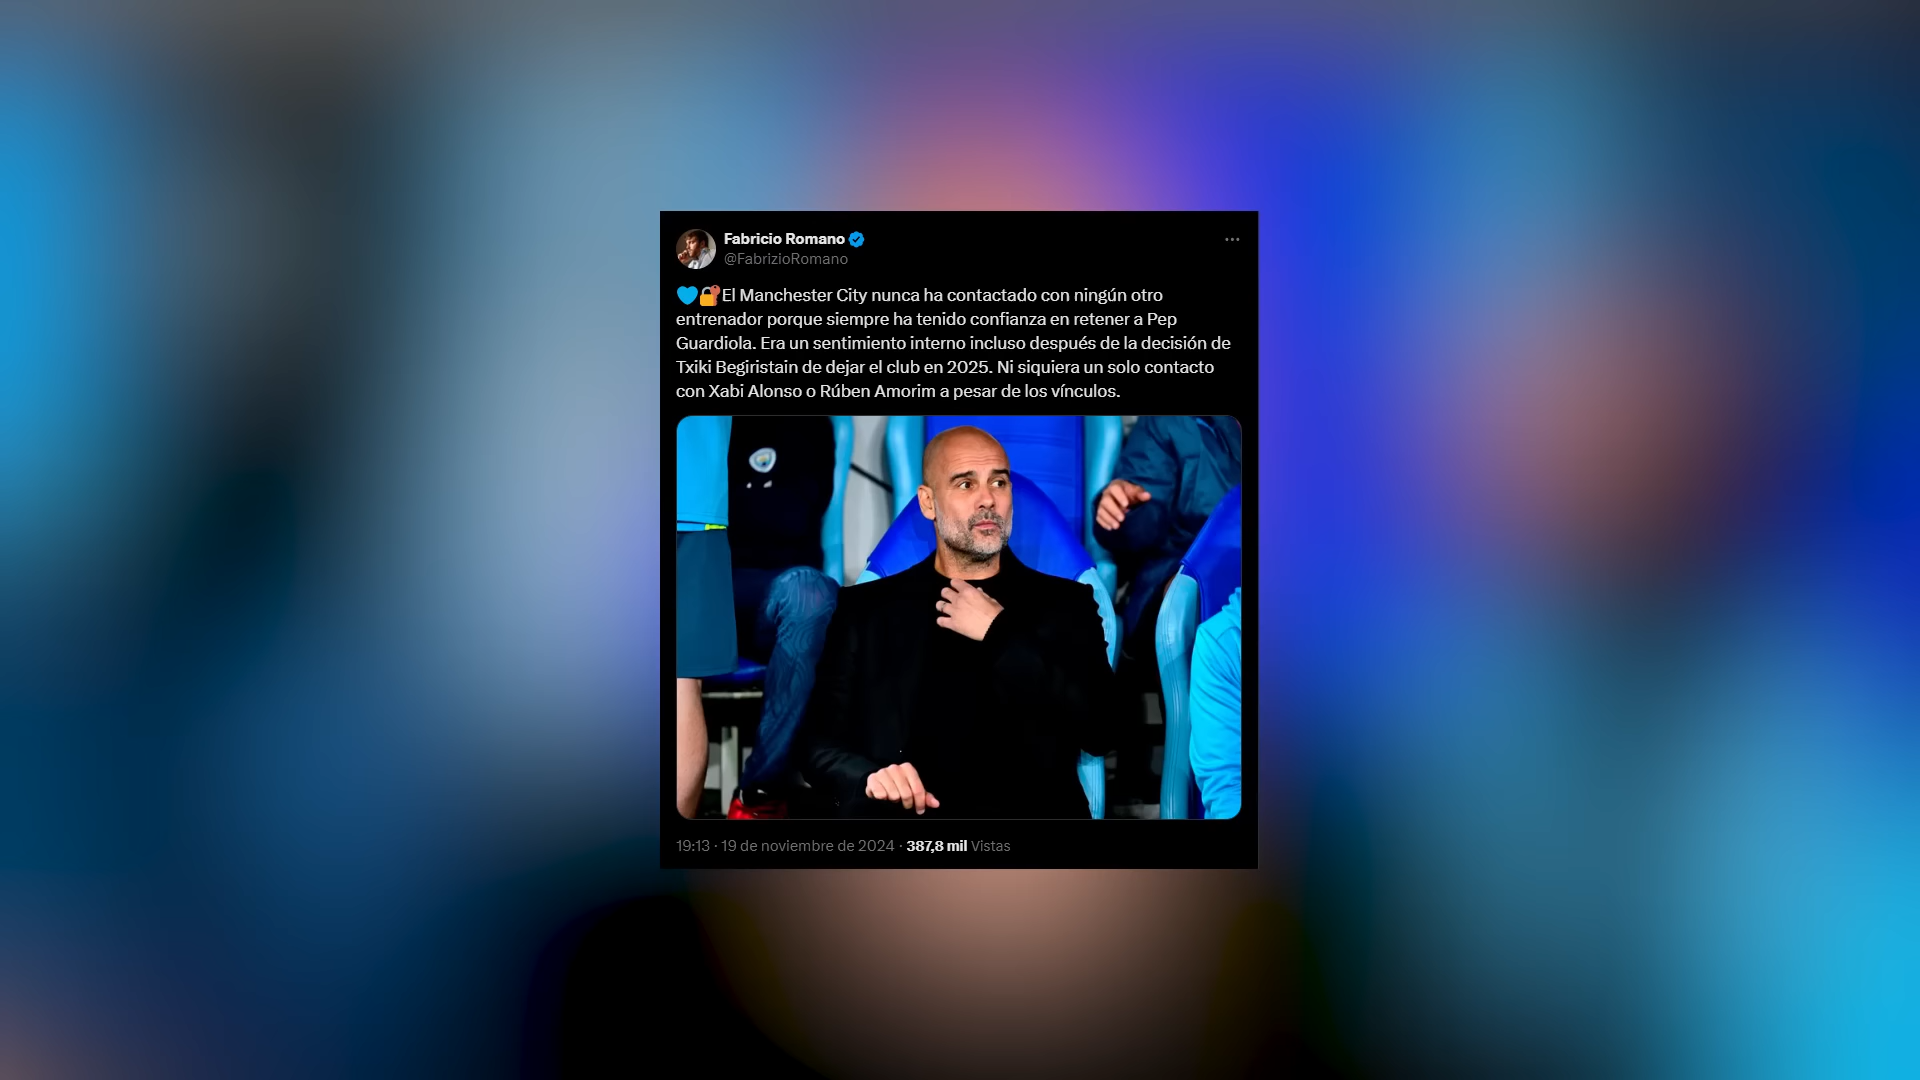 Fabricio Romano
@FabrizioRomano
💙🔐El Manchester City nunca ha contactado con ningún otro
entrenador porque siempre ha tenido confianza en retener a Pep
Guardiola. Era un sentimiento interno incluso después de la decisión de
Txiki Begiristain de dejar el club en 2025. Ni siquiera un solo contacto
con Xabi Alonso o Rúben Amorim a pesar de los vínculos.
19:13 · 19 de noviembre de 2024 · 387,8 mil Vistas